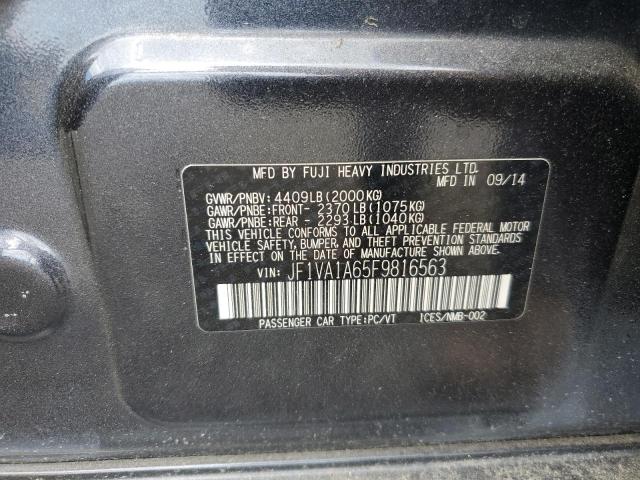 MFD BY FUJI HEAVY INDUSTRIES LTD.
MFD IN 09/14
GVWR/PNBV: 4409LB(2000KG)
GAWR/PNBE:FRONT- 2370LB(1075KG)
GAWR/PNBE:REAR - 2293LB(1040KG)
THIS VEHICLE CONFORMS TO ALL APPLICABLE FEDERAL MOTOR
VEHICLE SAFETY, BUMPER, AND THEFT PREVENTION STANDARDS
IN EFFECT ON THE DATE OF MANUFACTURE SHOWN ABOVE.
VIN: JF1VA1A65F9816563
PASSENGER CAR TYPE:PC/VT ICES/NMB-002